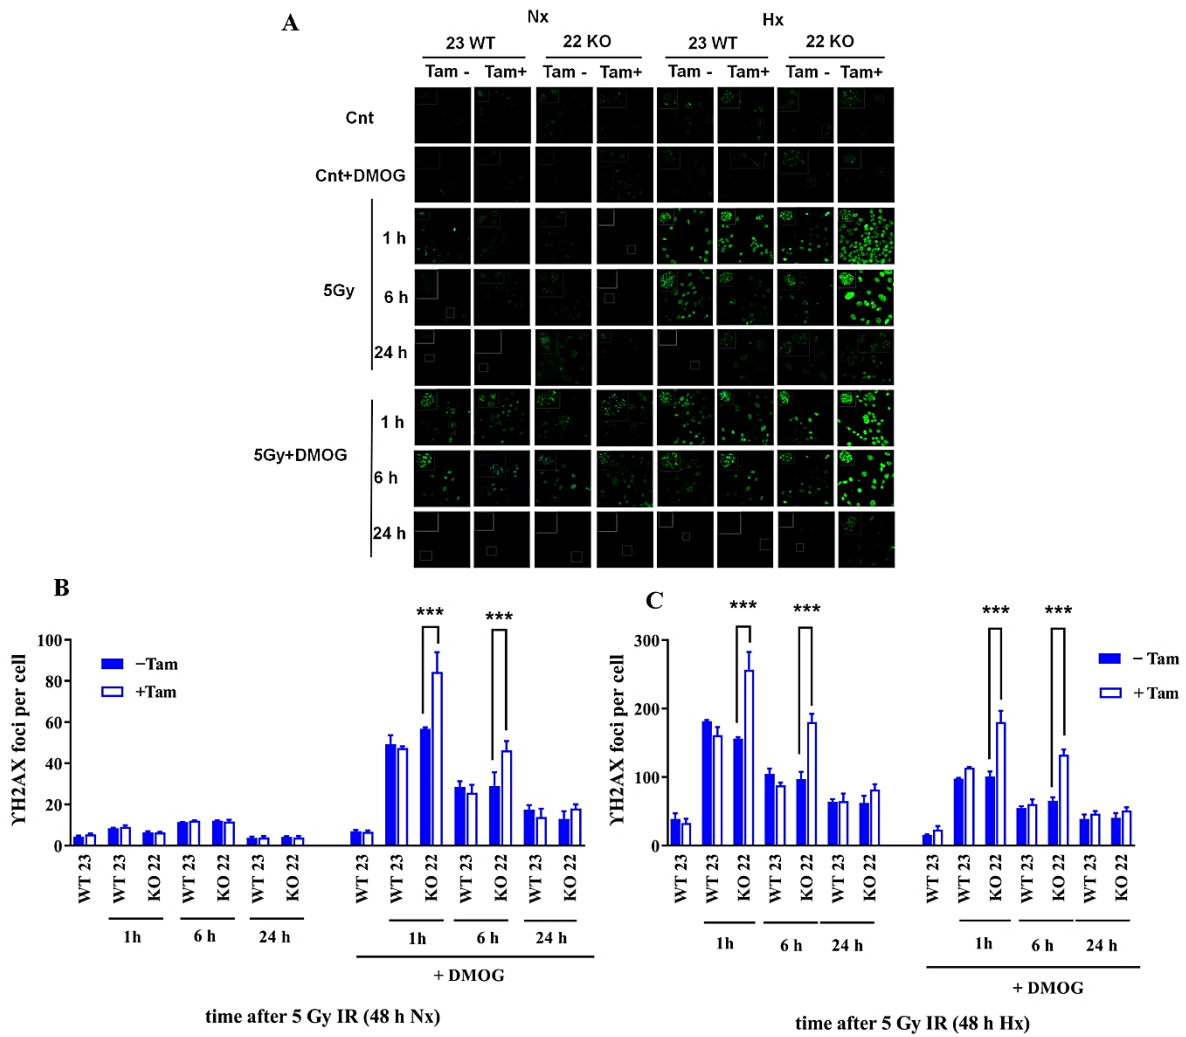 A
Nx
Hx
23 WT
22 KO
23 WT
22 KO
Tam -
Tam+
Tam -
Tam+
Tam -
Tam+
Tam -
Tam+
Cnt
Cnt+DMOG
5Gy
1 h
6 h
24 h
5Gy+DMOG
1 h
6 h
24 h
B
ϒH2AX foci per cell
100
80
60
40
20
0
–Tam
+Tam
***
***
WT 23
WT 23
KO 22
WT 23
KO 22
WT 23
KO 22
WT 23
WT 23
KO 22
WT 23
KO 22
WT 23
KO 22
1h
6 h
24 h
1h
6 h
24 h
+ DMOG
time after 5 Gy IR (48 h Nx)
C
ϒH2AX foci per cell
300
200
100
0
***
***
***
***
– Tam
+ Tam
WT 23
WT 23
KO 22
WT 23
KO 22
WT 23
KO 22
WT 23
WT 23
KO 22
WT 23
KO 22
WT 23
KO 22
1h
6 h
24 h
1h
6 h
24 h
+ DMOG
time after 5 Gy IR (48 h Hx)